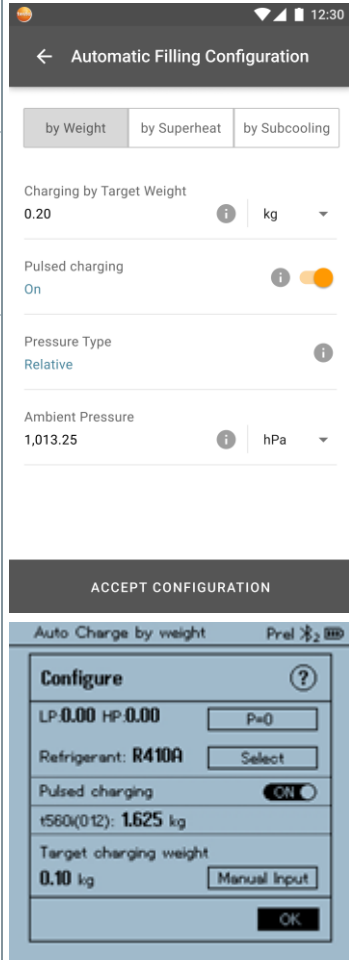 12:30
Automatic Filling Configuration
by Weight by Superheat by Subcooling
Charging by Target Weight
0.20 kg
Pulsed charging
On
Pressure Type
Relative
Ambient Pressure
1,013.25 hPa
ACCEPT CONFIGURATION
Auto Charge by weight Prel 2
Configure ?
LP:0.00 HP:0.00 P=0
Refrigerant: R410A Select
Pulsed charging ON
t560i(012): 1.625 kg
Target charging weight
0.10 kg Manual Input
OK